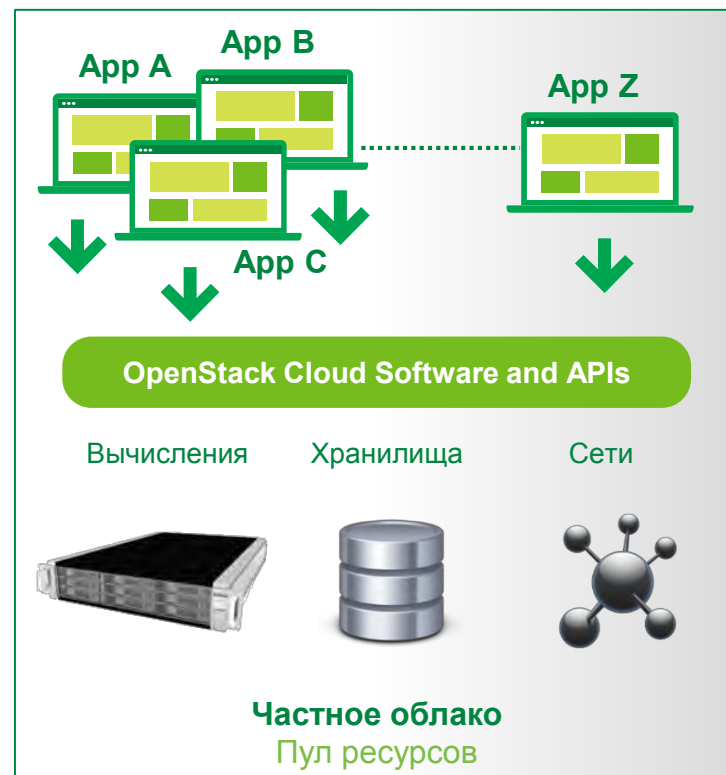 App A
App B
App Z
App C
OpenStack Cloud Software and APIs
Вычисления
Хранилища
Сети
Частное облако
Пул ресурсов